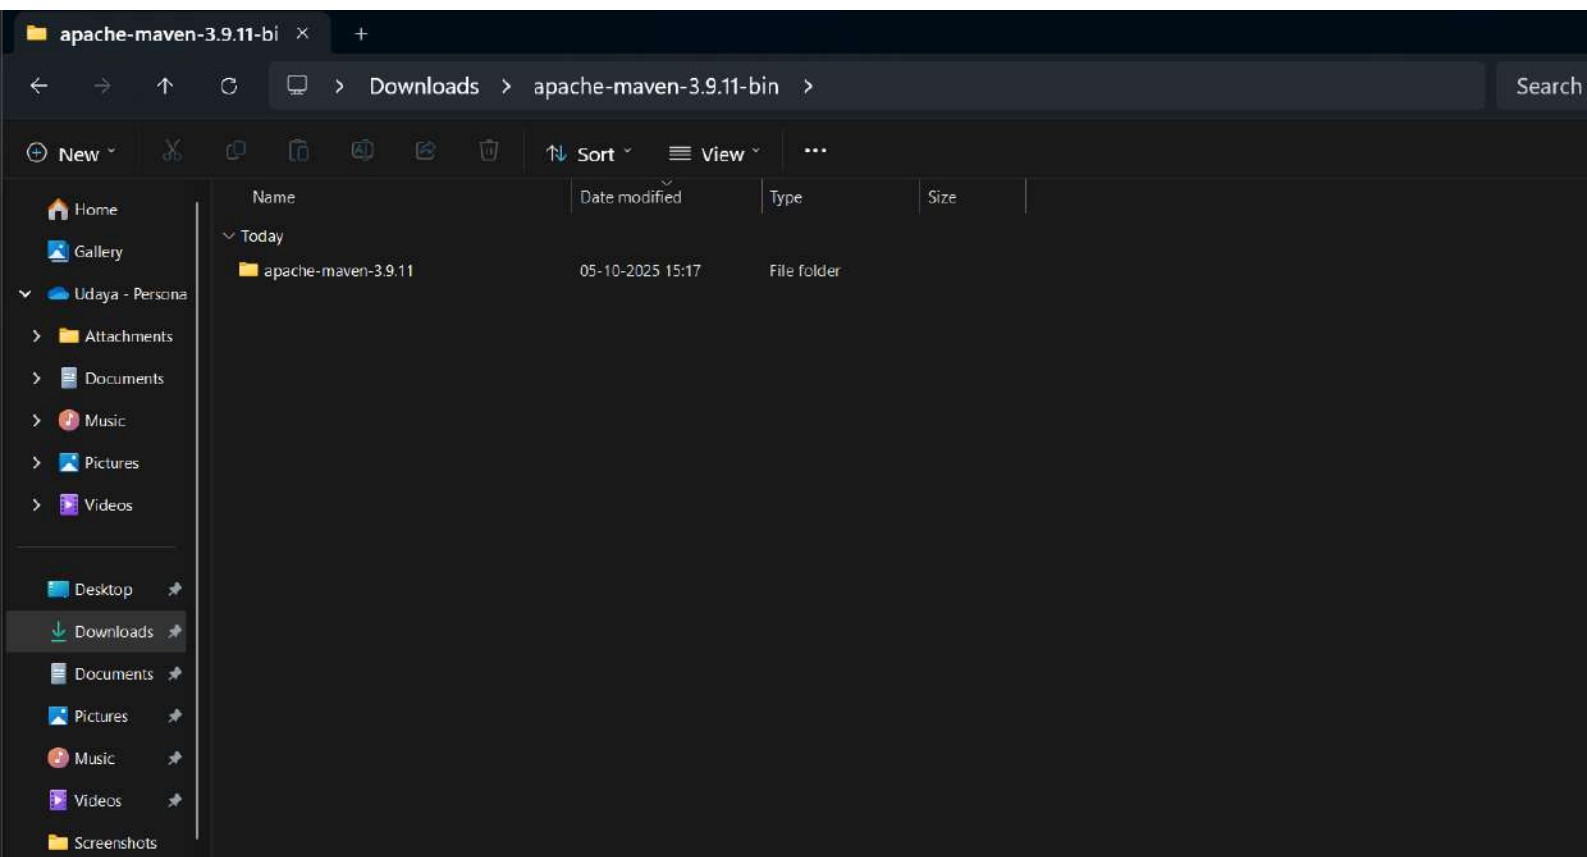 apache-maven-3.9.11-bi
Downloads > apache-maven-3.9.11-bin >
Search
New
Sort
View
Name Date modified Type Size
Home
Gallery
Udaya - Persona
Attachments
Documents
Music
Pictures
Videos
Today
apache-maven-3.9.11 05-10-2025 15:17 File folder
Desktop
Downloads
Documents
Pictures
Music
Videos
Screenshots